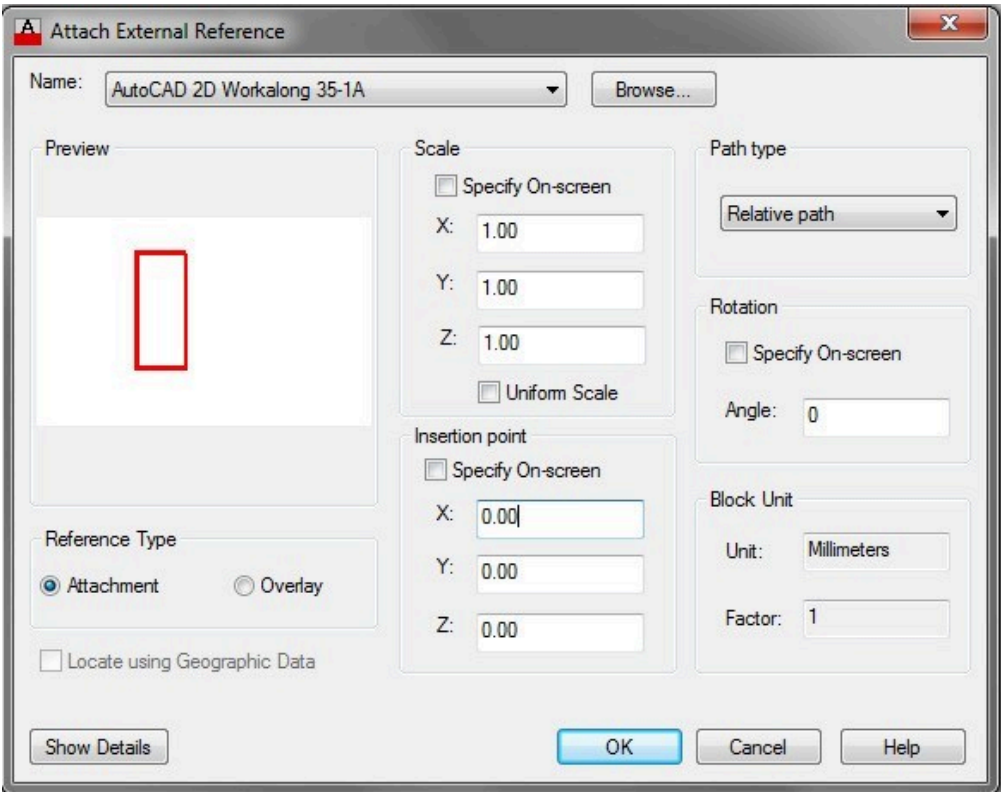 A Attach External Reference
Name: AutoCAD 2D Workalong 35-1A Browse...
Preview
Scale
Specify On-screen
X: 1.00
Y: 1.00
Z: 1.00
Uniform Scale
Path type
Relative path
Rotation
Specify On-screen
Angle: 0
Insertion point
Specify On-screen
X: 0.00
Y: 0.00
Z: 0.00
Block Unit
Unit: Millimeters
Factor: 1
Reference Type
Attachment Overlay
Locate using Geographic Data
Show Details OK Cancel Help